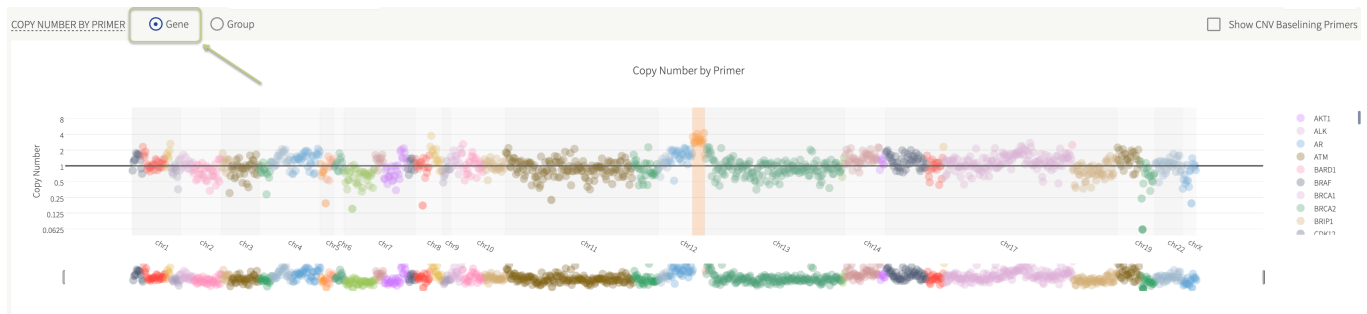 COPY NUMBER BY PRIMER Gene Group Show CNV Baselining Primers
Copy Number by Primer
Copy Number
8
4
2
1
0.5
0.25
0.125
0.0625
chr1 chr2 chr3 chr4 chr5 chr6 chr7 chr8 chr9 chr10 chr11 chr12 chr13 chr14 chr17 chr19 chr22 chrX
AKT1
ALK
AR
ATM
BARD1
BRAF
BRCA1
BRCA2
BRIP1
CDK12